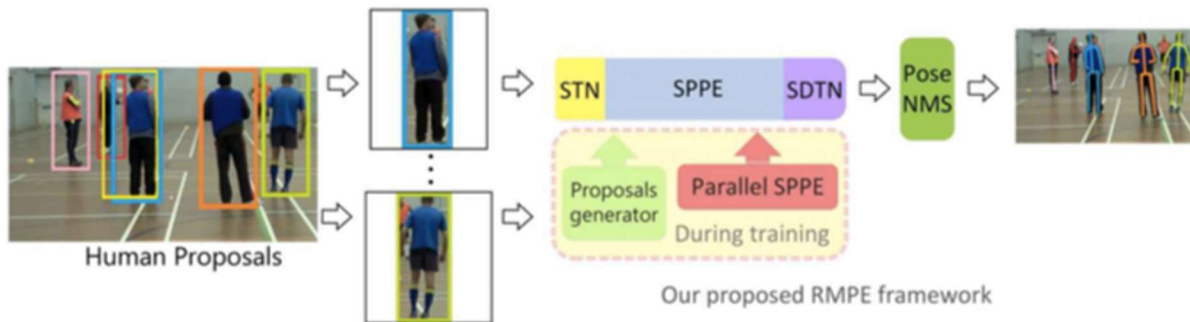 Human Proposals
STN
SPPE
SDTN
Proposals
generator
Parallel SPPE
During training
Pose
NMS
Our proposed RMPE framework